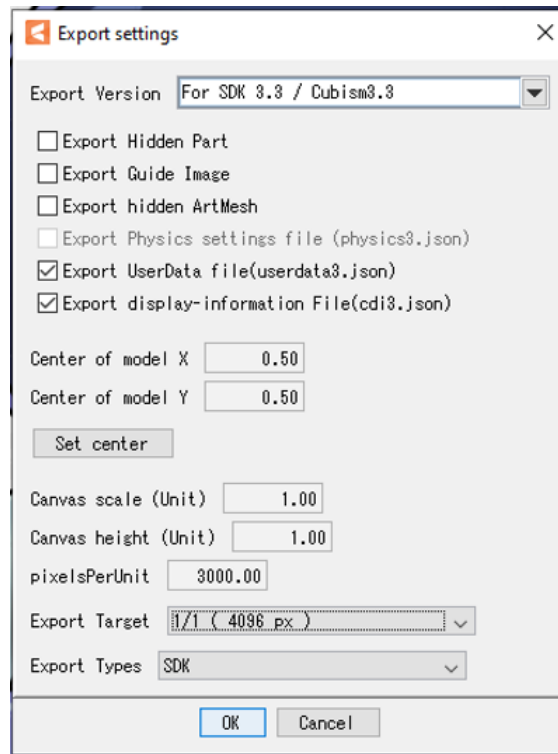 Export settings
Export Version For SDK 3.3 / Cubism3.3
Export Hidden Part
Export Guide Image
Export hidden ArtMesh
Export Physics settings file (physics3.json)
Export UserData file(userdata3.json)
Export display-information File(cdi3.json)
Center of model X 0.50
Center of model Y 0.50
Set center
Canvas scale (Unit) 1.00
Canvas height (Unit) 1.00
pixelsPerUnit 3000.00
Export Target 1/1 ( 4096 px )
Export Types SDK
OK Cancel